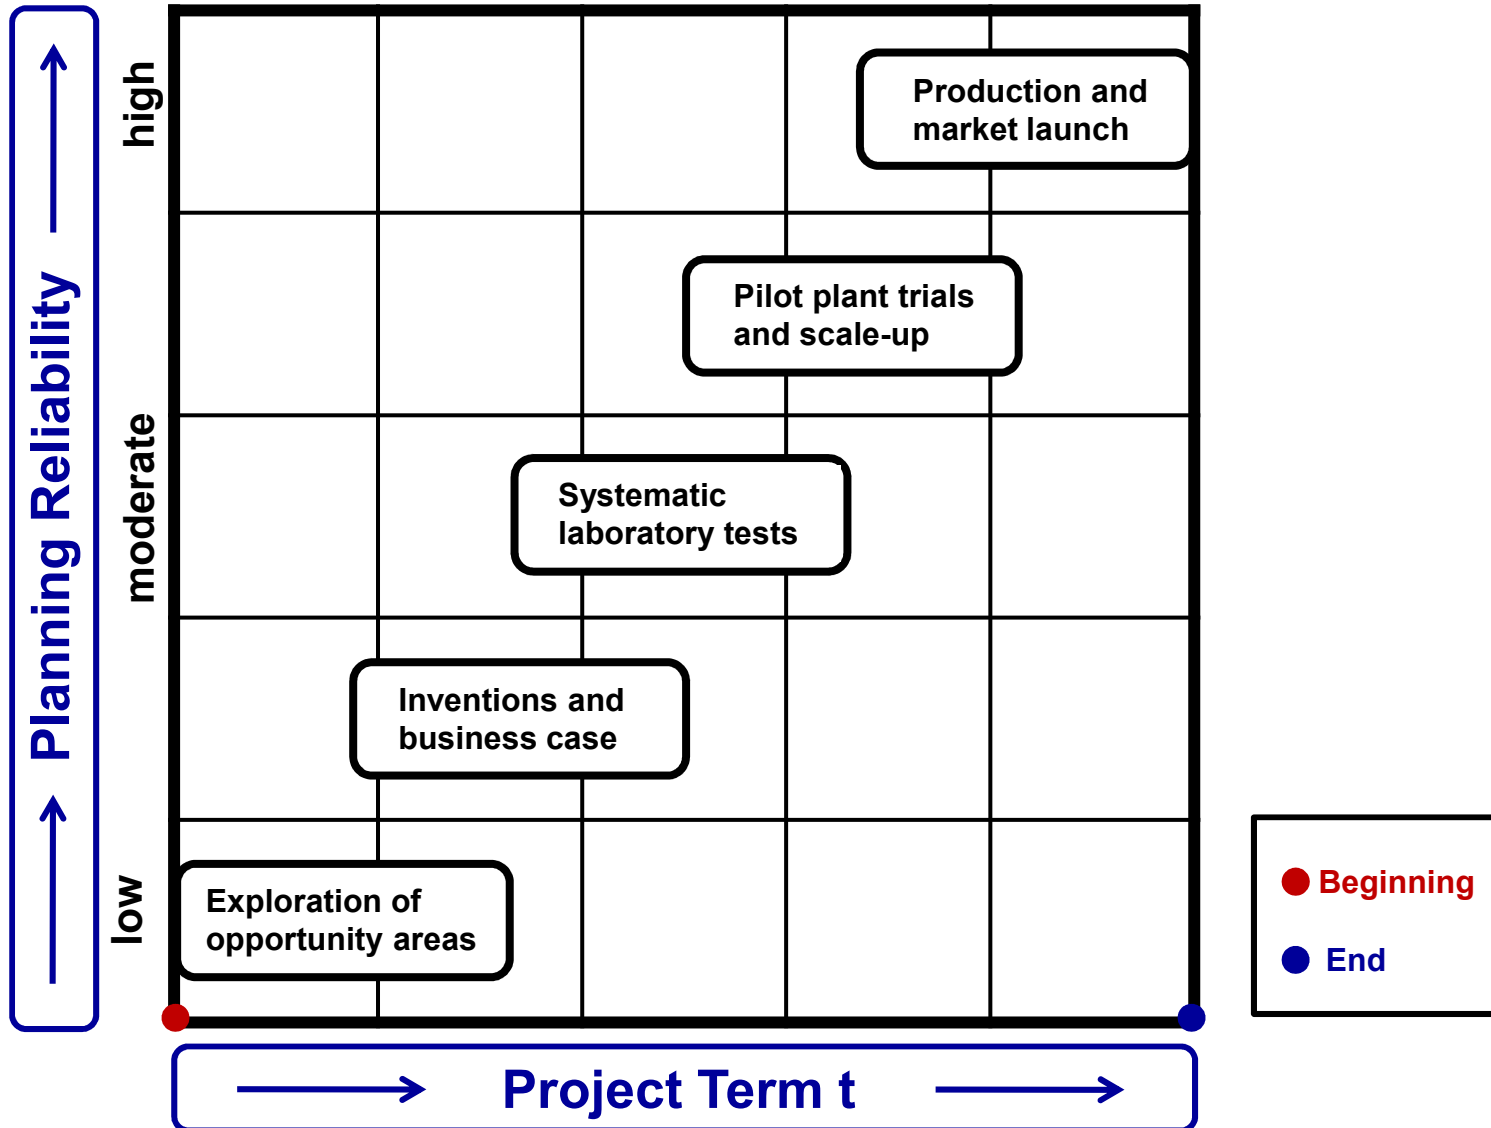 Planning Reliability
high
moderate
low
Production and
market launch
Pilot plant trials
and scale-up
Systematic
laboratory tests
Inventions and
business case
Exploration of
opportunity areas
Beginning
End
Project Term t